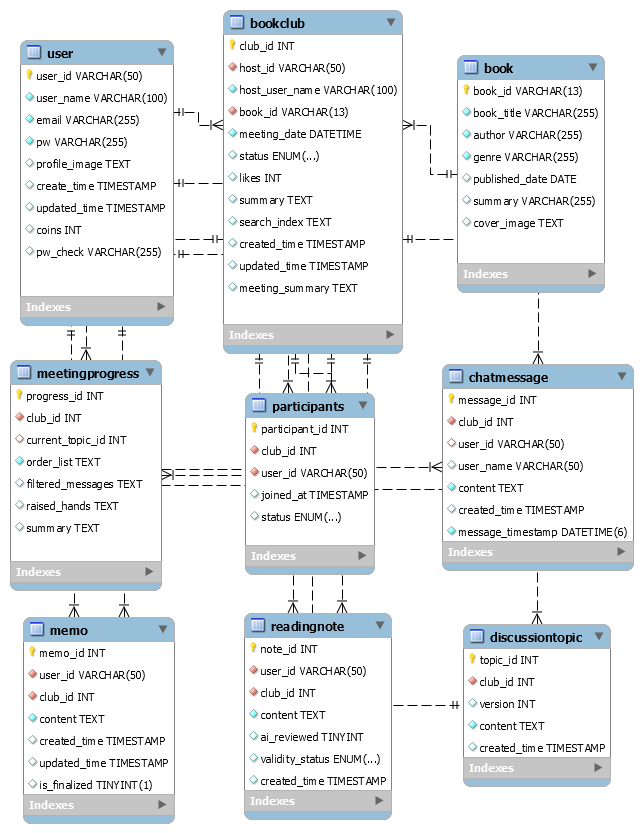 user
user_id VARCHAR(50)
user_name VARCHAR(100)
email VARCHAR(255)
pw VARCHAR(255)
profile_image TEXT
create_time TIMESTAMP
updated_time TIMESTAMP
coins INT
pw_check VARCHAR(255)
Indexes
bookclub
club_id INT
host_id VARCHAR(50)
host_user_name VARCHAR(100)
book_id VARCHAR(13)
meeting_date DATETIME
status ENUM(...)
likes INT
summary TEXT
search_index TEXT
created_time TIMESTAMP
updated_time TIMESTAMP
meeting_summary TEXT
Indexes
book
book_id VARCHAR(13)
book_title VARCHAR(255)
author VARCHAR(255)
genre VARCHAR(255)
published_date DATE
summary VARCHAR(255)
cover_image TEXT
Indexes
meetingprogress
progress_id INT
club_id INT
current_topic_id INT
order_list TEXT
filtered_messages TEXT
raised_hands TEXT
summary TEXT
Indexes
participants
participant_id INT
club_id INT
user_id VARCHAR(50)
joined_at TIMESTAMP
status ENUM(...)
Indexes
chatmessage
message_id INT
club_id INT
user_id VARCHAR(50)
user_name VARCHAR(50)
content TEXT
created_time TIMESTAMP
message_timestamp DATETIME(6)
Indexes
memo
memo_id INT
user_id VARCHAR(50)
club_id INT
content TEXT
created_time TIMESTAMP
updated_time TIMESTAMP
is_finalized TINYINT(1)
Indexes
readingnote
note_id INT
user_id VARCHAR(50)
club_id INT
content TEXT
ai_reviewed TINYINT
validity_status ENUM(...)
created_time TIMESTAMP
Indexes
discussiontopic
topic_id INT
club_id INT
version INT
content TEXT
created_time TIMESTAMP
Indexes